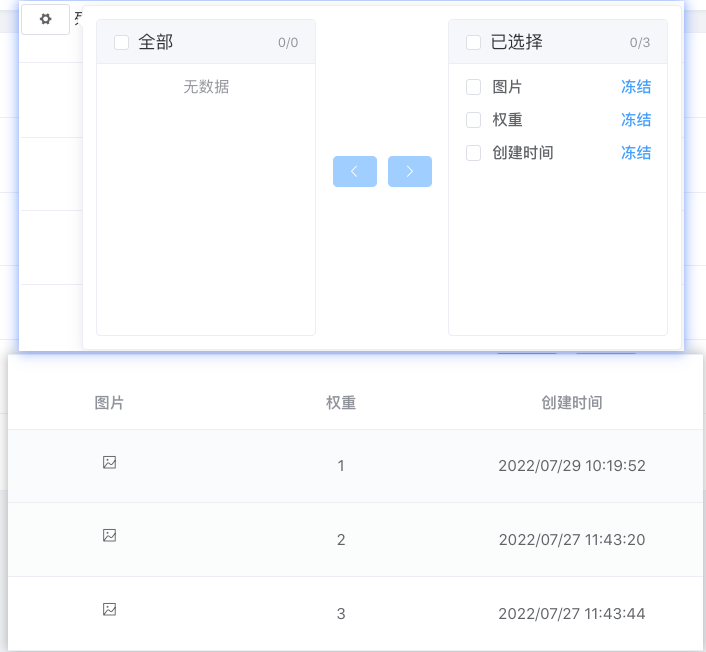 全部 0/0
无数据
已选择 0/3
图片 冻结
权重 冻结
创建时间 冻结
图片 权重 创建时间
1 2022/07/29 10:19:52
2 2022/07/27 11:43:20
3 2022/07/27 11:43:44